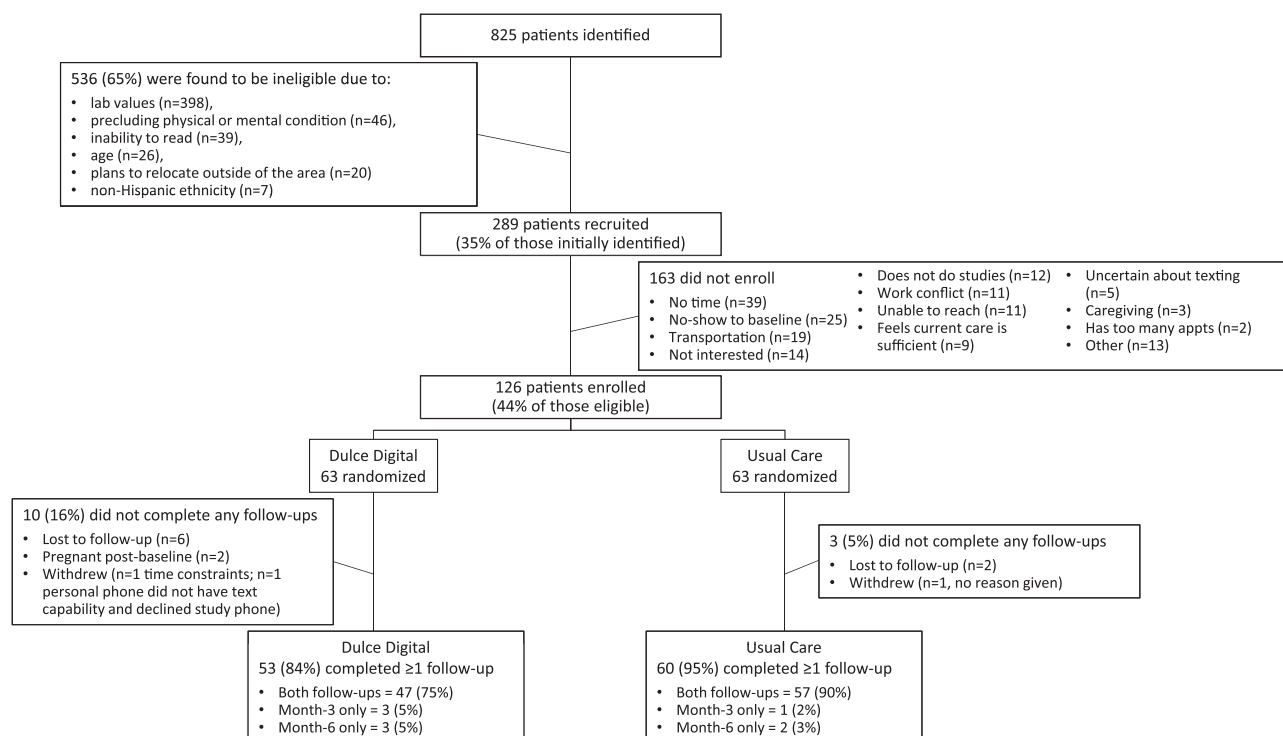 825 patients identified
536 (65%) were found to be ineligible due to:
• lab values (n=398),
• precluding physical or mental condition (n=46),
• inability to read (n=39),
• age (n=26),
• plans to relocate outside of the area (n=20)
• non-Hispanic ethnicity (n=7)
289 patients recruited
(35% of those initially identified)
163 did not enroll
• No time (n=39)
• No-show to baseline (n=25)
• Transportation (n=19)
• Not interested (n=14)
• Does not do studies (n=12)
• Work conflict (n=11)
• Unable to reach (n=11)
• Feels current care is
sufficient (n=9)
• Uncertain about texting
(n=5)
• Caregiving (n=3)
• Has too many appts (n=2)
• Other (n=13)
126 patients enrolled
(44% of those eligible)
Dulce Digital
63 randomized
Usual Care
63 randomized
10 (16%) did not complete any follow-ups
• Lost to follow-up (n=6)
• Pregnant post-baseline (n=2)
• Withdrew (n=1 time constraints; n=1
personal phone did not have text
capability and declined study phone)
3 (5%) did not complete any follow-ups
• Lost to follow-up (n=2)
• Withdrew (n=1, no reason given)
Dulce Digital
53 (84%) completed ≥1 follow-up
• Both follow-ups = 47 (75%)
• Month-3 only = 3 (5%)
• Month-6 only = 3 (5%)
Usual Care
60 (95%) completed ≥1 follow-up
• Both follow-ups = 57 (90%)
• Month-3 only = 1 (2%)
• Month-6 only = 2 (3%)